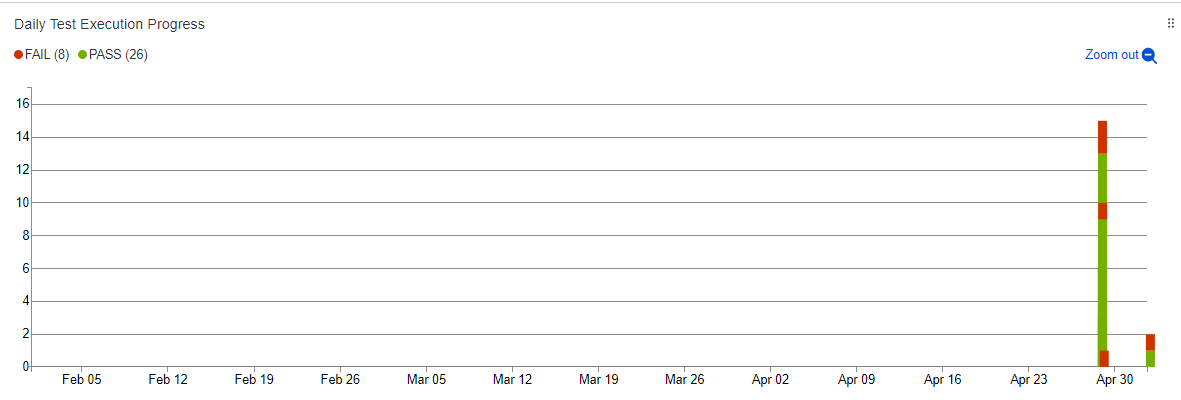 Daily Test Execution Progress
FAIL (8) PASS (26)
Zoom out
16
14
12
10
8
6
4
2
0
Feb 05 Feb 12 Feb 19 Feb 26 Mar 05 Mar 12 Mar 19 Mar 26 Apr 02 Apr 09 Apr 16 Apr 23 Apr 30